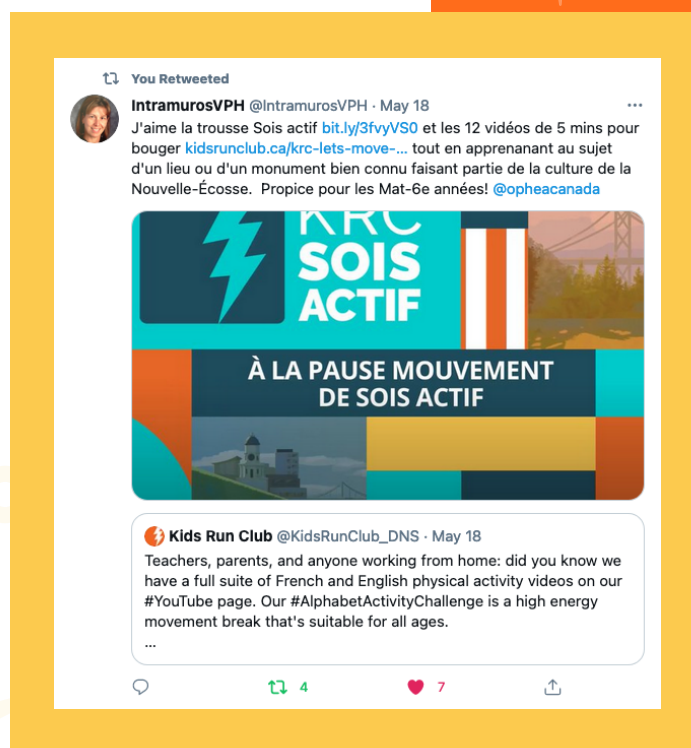 You Retweeted
IntramurosVPH @IntramurosVPH · May 18
J'aime la trousse Sois actif bit.ly/3fvyVS0 et les 12 vidéos de 5 mins pour
bouger kidsrunclub.ca/krc-lets-move-... tout en apprenanant au sujet
d'un lieu ou d'un monument bien connu faisant partie de la culture de la
Nouvelle-Écosse. Propice pour les Mat-6e années! @opheacanada
KRC
SOIS
ACTIF
À LA PAUSE MOUVEMENT
DE SOIS ACTIF
Kids Run Club @KidsRunClub_DNS · May 18
Teachers, parents, and anyone working from home: did you know we
have a full suite of French and English physical activity videos on our
#YouTube page. Our #AlphabetActivityChallenge is a high energy
movement break that's suitable for all ages.
...
4 7